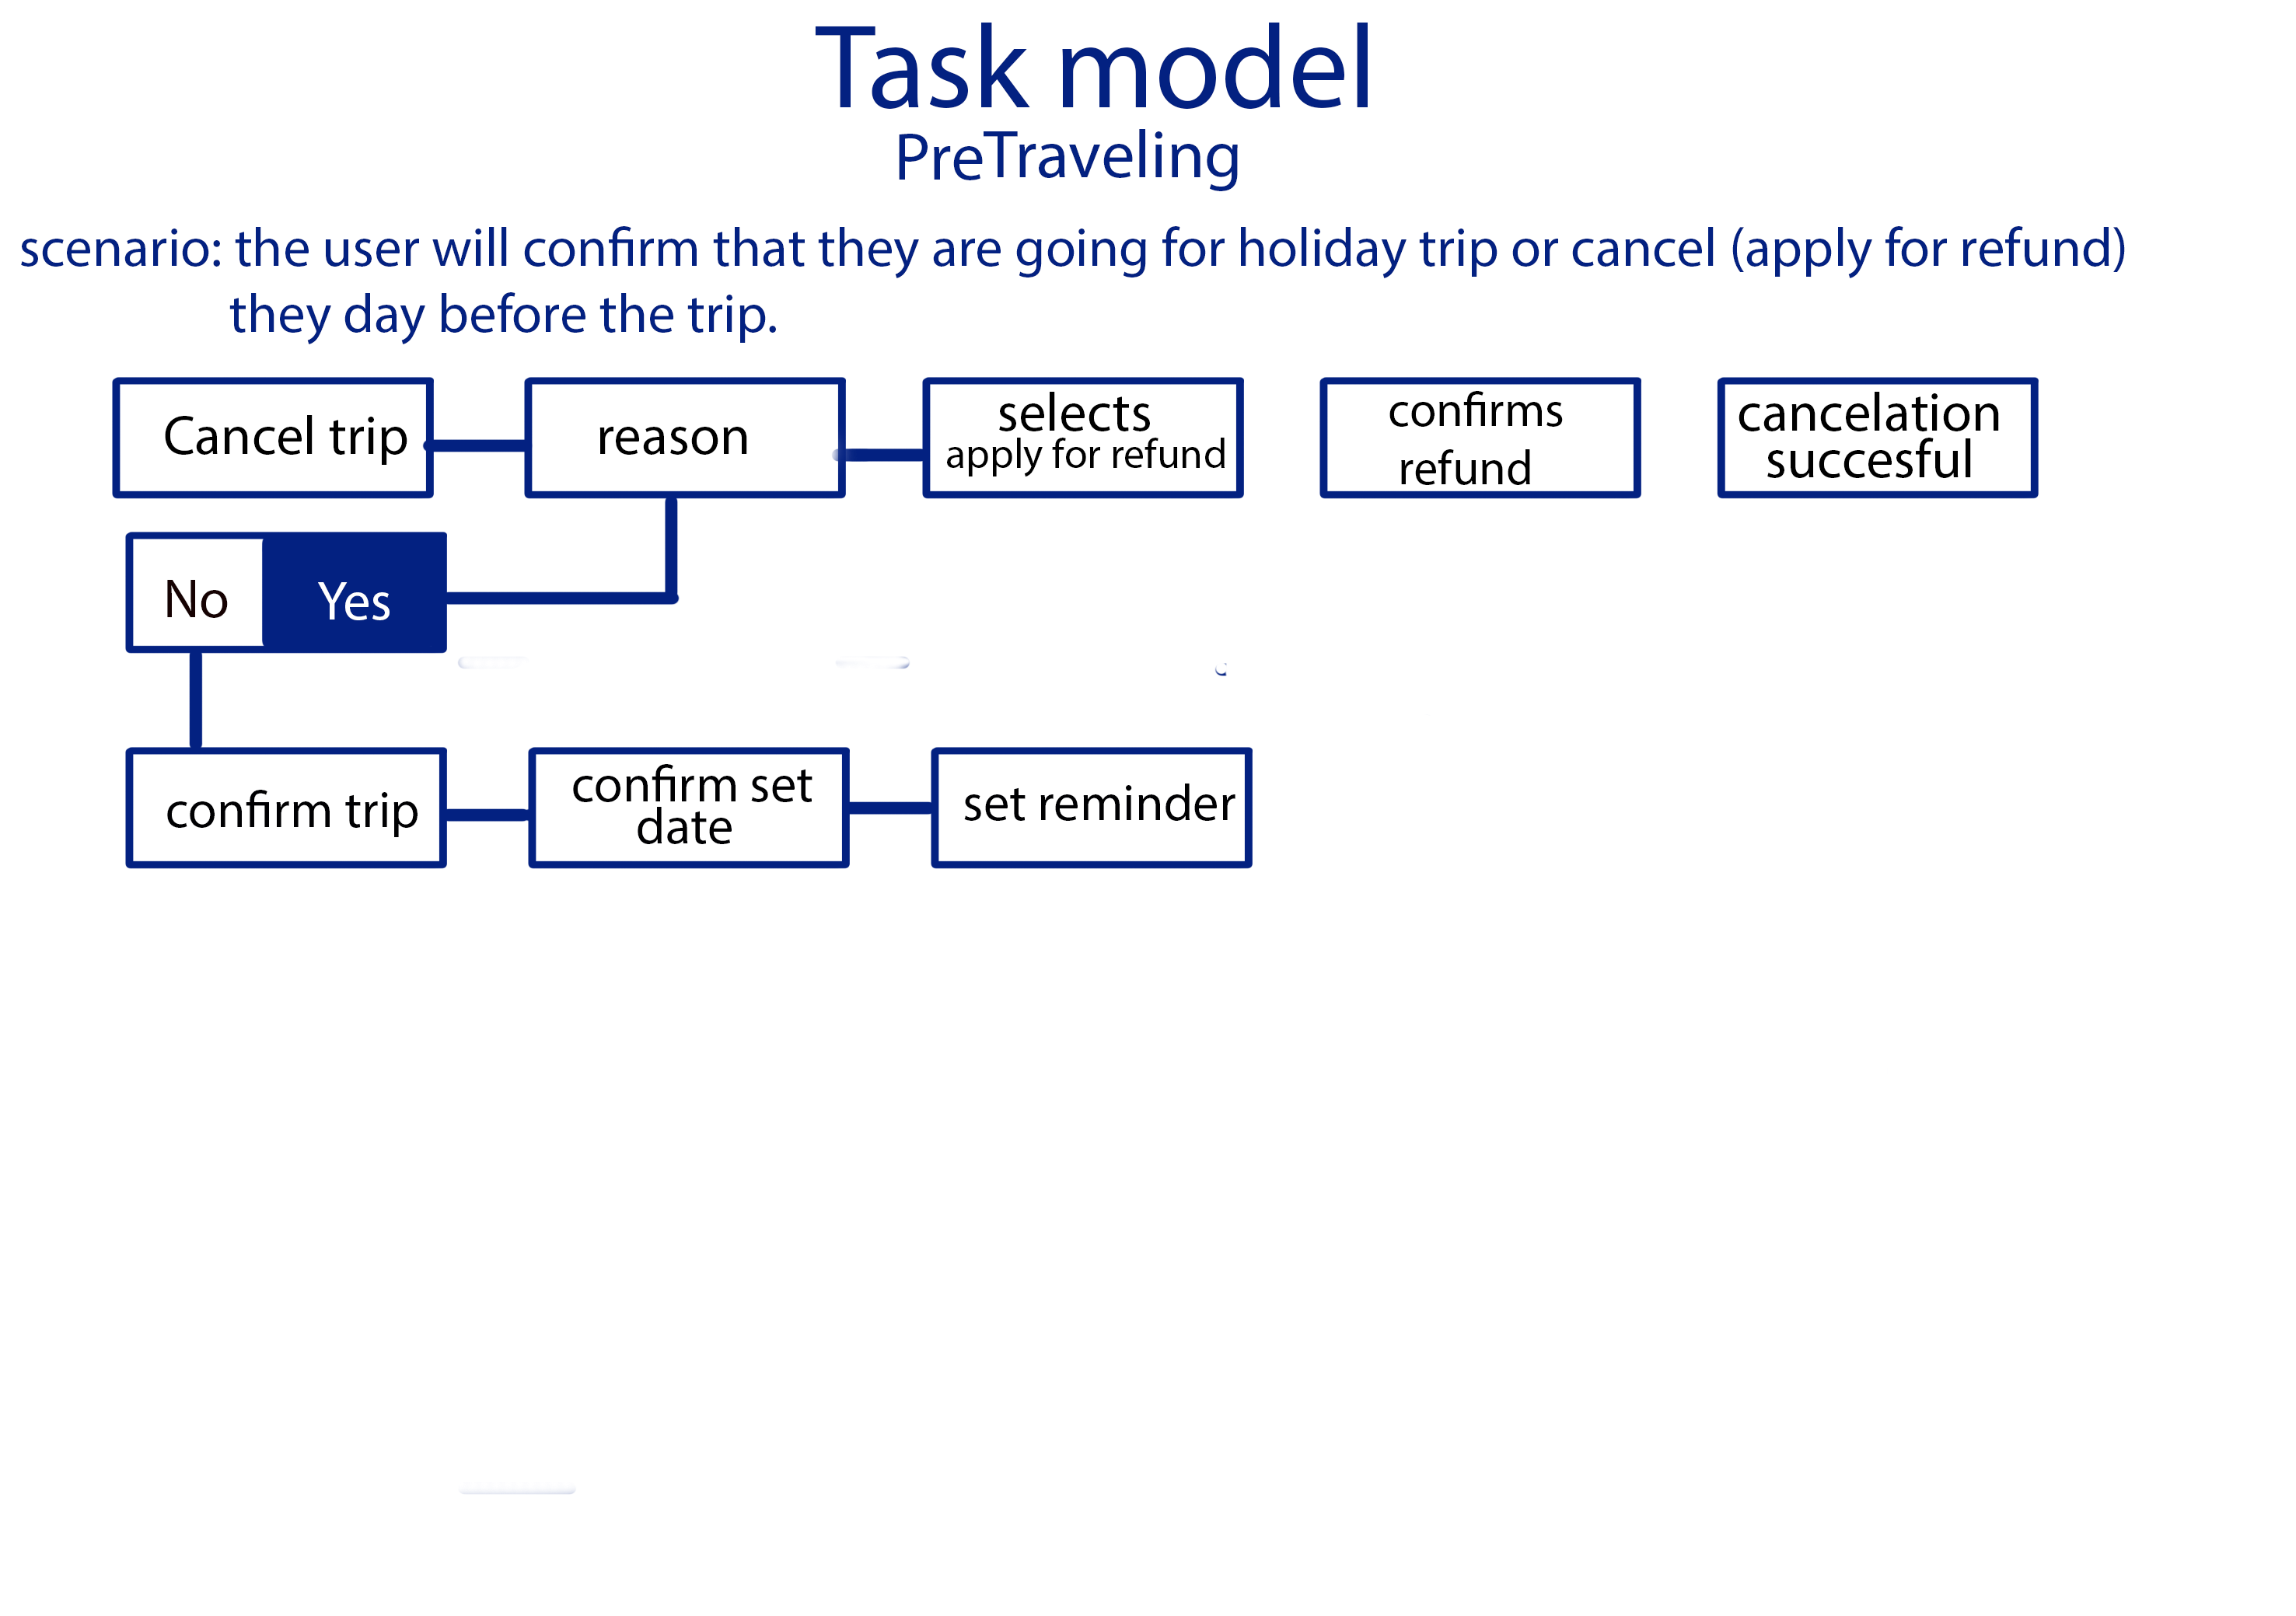 Task model
PreTraveling
scenario: the user will confirm that they are going for holiday trip or cancel (apply for refund)
they day before the trip.
Cancel trip
reason
selects
apply for refund
confirms
refund
cancelation
succesful
No
Yes
confirm trip
confirm set
date
set reminder